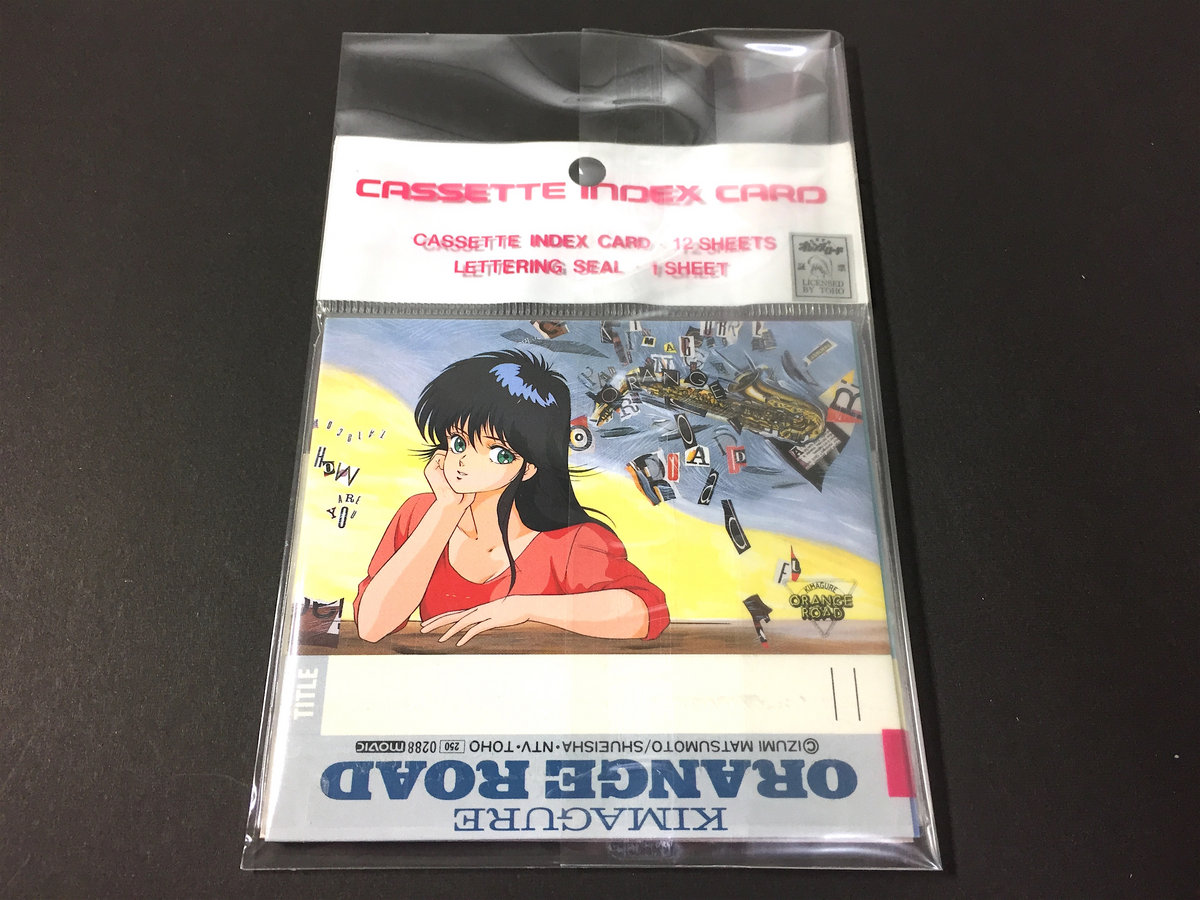 CASSETTE INDEX CARD
CASSETTE INDEX CARD · 12 SHEETS
LETTERING SEAL · 1 SHEET
LICENSED
BY TOHO
KIMAGURE
ORANGE
ROAD
HOW
ARE
YOU
KIMAGURE
ORANGE
ROAD
TITLE
©IZUMI MATSUMOTO/SHUEISHA・NTV・TOHO 250 0288 movic
ORANGE ROAD
KIMAGURE